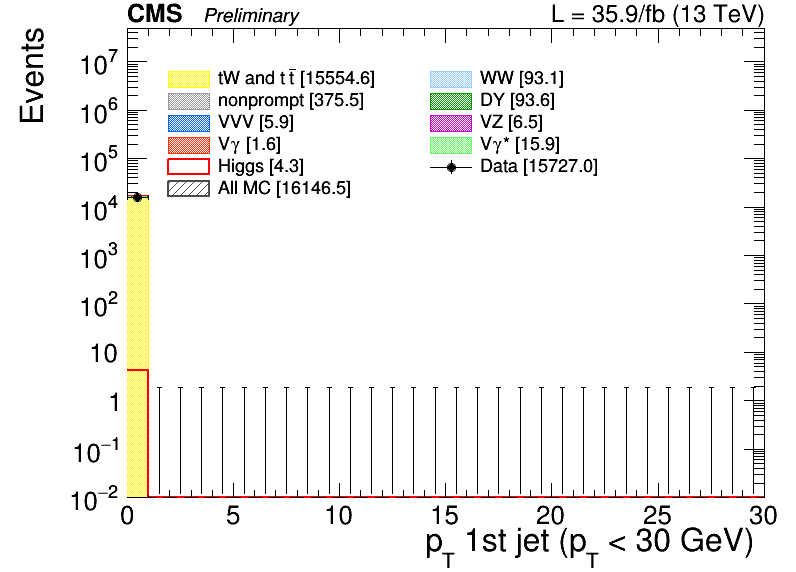 CMS Preliminary L = 35.9/fb (13 TeV)
Events
10⁷
10⁶
10⁵
10⁴
10³
10²
10
1
10⁻¹
10⁻²
tW and tt̄ [15554.6]
nonprompt [375.5]
VVV [5.9]
Vγ [1.6]
Higgs [4.3]
All MC [16146.5]
WW [93.1]
DY [93.6]
VZ [6.5]
Vγ* [15.9]
Data [15727.0]
0 5 10 15 20 25 30
p_T 1st jet (p_T < 30 GeV)